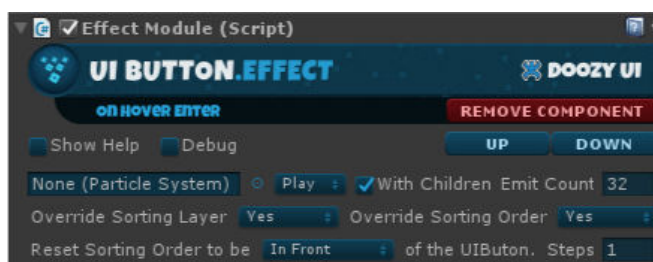 Effect Module (Script)
UI BUTTON.EFFECT DOOZY UI
ON HOVER ENTER REMOVE COMPONENT
Show Help Debug UP DOWN
None (Particle System) Play With Children Emit Count 32
Override Sorting Layer Yes Override Sorting Order Yes
Reset Sorting Order to be In Front of the UIButon. Steps 1